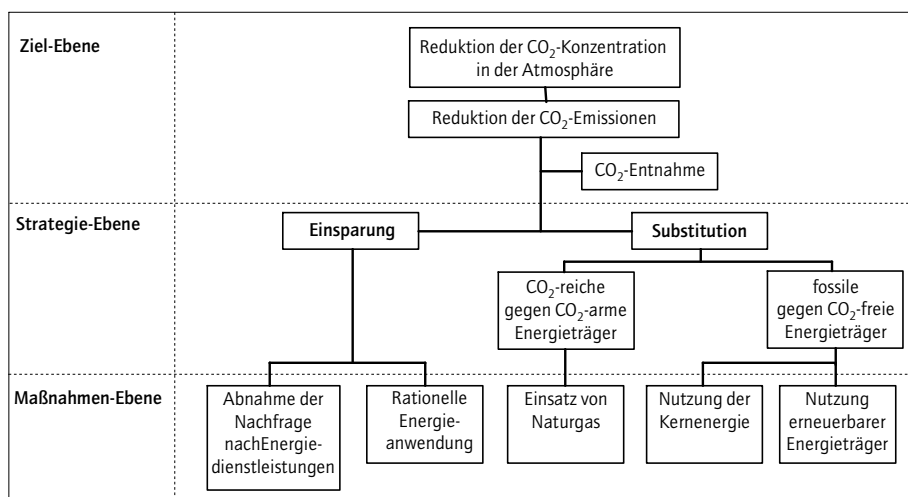 Ziel-Ebene
Reduktion der CO₂-Konzentration
in der Atmosphäre
Reduktion der CO₂-Emissionen
CO₂-Entnahme
Strategie-Ebene
Einsparung
Substitution
CO₂-reiche
gegen CO₂-arme
Energieträger
fossile
gegen CO₂-freie
Energieträger
Maßnahmen-Ebene
Abnahme der
Nachfrage
nachEnergie-
dienstleistungen
Rationelle
Energie-
anwendung
Einsatz von
Naturgas
Nutzung der
Kernenergie
Nutzung
erneuerbarer
Energieträger